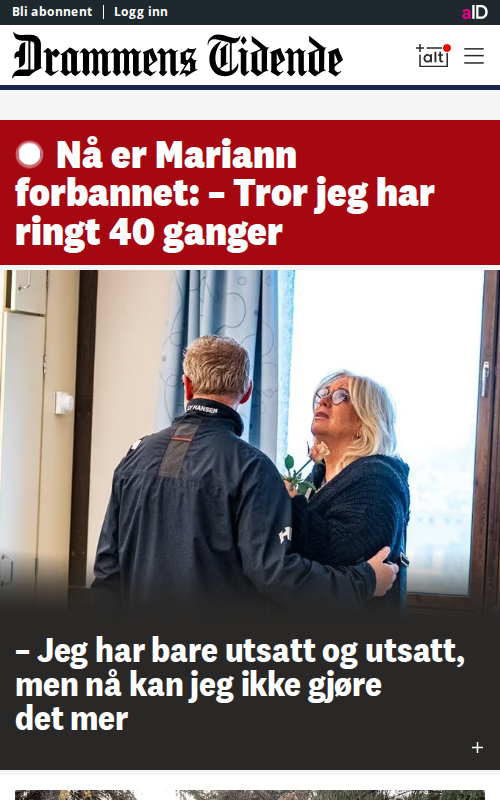 Bli abonnent | Logg inn
aID
Drammens Tidende
+alt
Nå er Mariann
forbannet: – Tror jeg har
ringt 40 ganger
LY HANSEN
H
– Jeg har bare utsatt og utsatt,
men nå kan jeg ikke gjøre
det mer
+